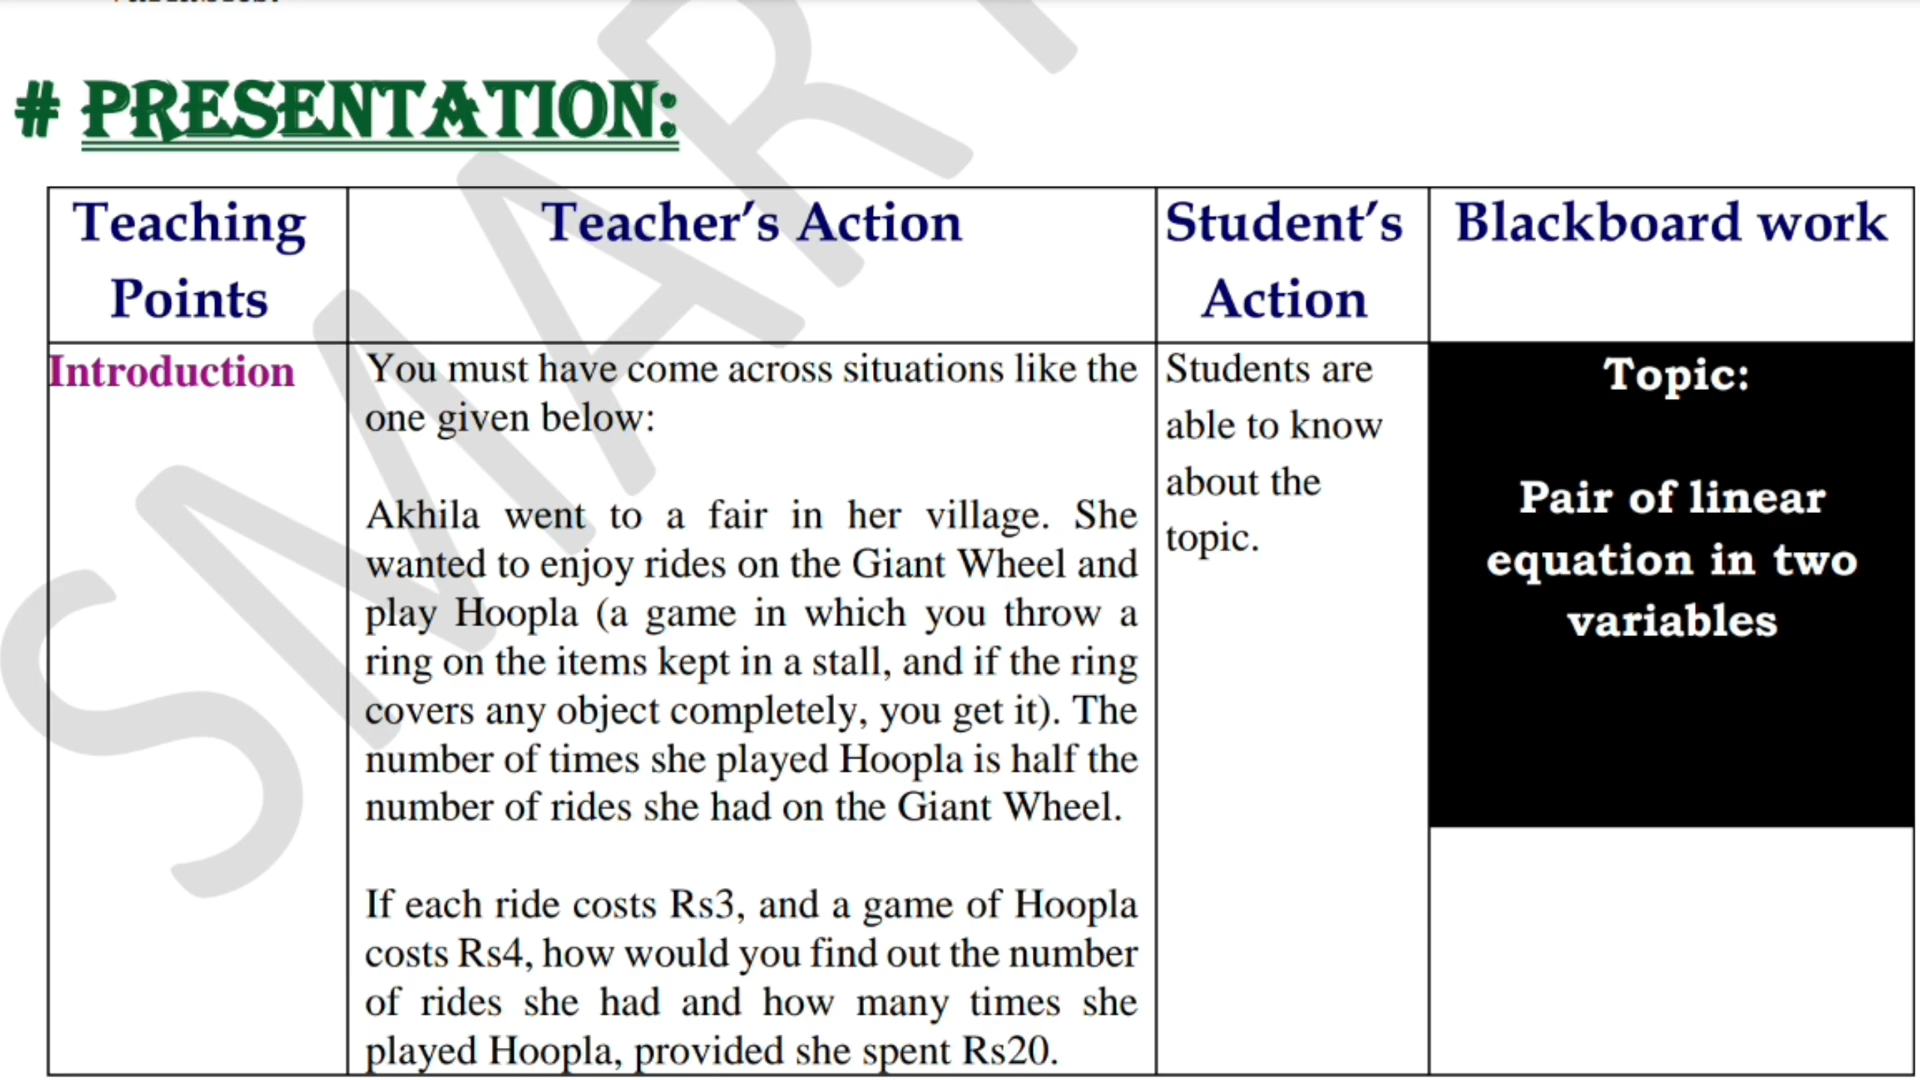 # PRESENTATION:
Teaching
Points
Teacher's Action
Student's
Action
Blackboard work
Introduction
You must have come across situations like the
one given below:
Akhila went to a fair in her village. She
wanted to enjoy rides on the Giant Wheel and
play Hoopla (a game in which you throw a
ring on the items kept in a stall, and if the ring
covers any object completely, you get it). The
number of times she played Hoopla is half the
number of rides she had on the Giant Wheel.
If each ride costs Rs3, and a game of Hoopla
costs Rs4, how would you find out the number
of rides she had and how many times she
played Hoopla, provided she spent Rs20.
Students are
able to know
about the
topic.
Topic:
Pair of linear
equation in two
variables
SMART